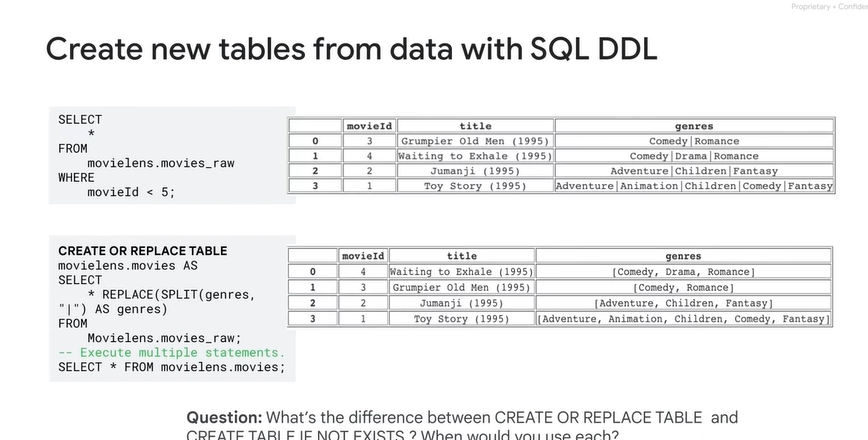 Proprietary + Confiden
Create new tables from data with SQL DDL
SELECT
*
FROM
movielens.movies_raw
WHERE
movieId < 5;
movieId title genres
0 3 Grumpier Old Men (1995) Comedy|Romance
1 4 Waiting to Exhale (1995) Comedy|Drama|Romance
2 2 Jumanji (1995) Adventure|Children|Fantasy
3 1 Toy Story (1995) Adventure|Animation|Children|Comedy|Fantasy
CREATE OR REPLACE TABLE
movielens.movies AS
SELECT
* REPLACE(SPLIT(genres,
"|") AS genres)
FROM
Movielens.movies_raw;
-- Execute multiple statements.
SELECT * FROM movielens.movies;
movieId title genres
0 4 Waiting to Exhale (1995) [Comedy, Drama, Romance]
1 3 Grumpier Old Men (1995) [Comedy, Romance]
2 2 Jumanji (1995) [Adventure, Children, Fantasy]
3 1 Toy Story (1995) [Adventure, Animation, Children, Comedy, Fantasy]
Question: What's the difference between CREATE OR REPLACE TABLE and
CREATE TABLE IF NOT EXISTS ? When would you use each?